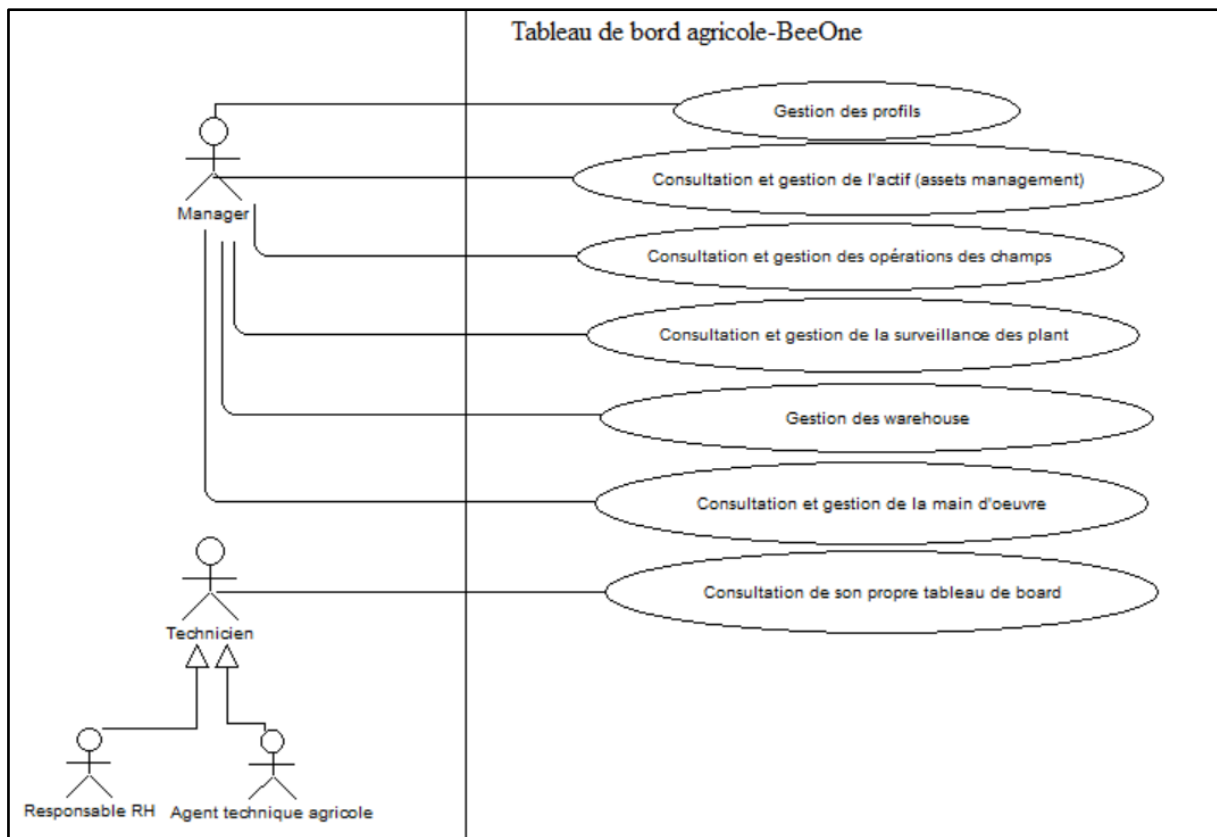 Tableau de bord agricole-BeeOne
Gestion des profils
Consultation et gestion de l'actif (assets management)
Manager
Consultation et gestion des opérations des champs
Consultation et gestion de la surveillance des plant
Gestion des warehouse
Consultation et gestion de la main d'oeuvre
Consultation de son propre tableau de board
Technicien
Responsable RH
Agent technique agricole